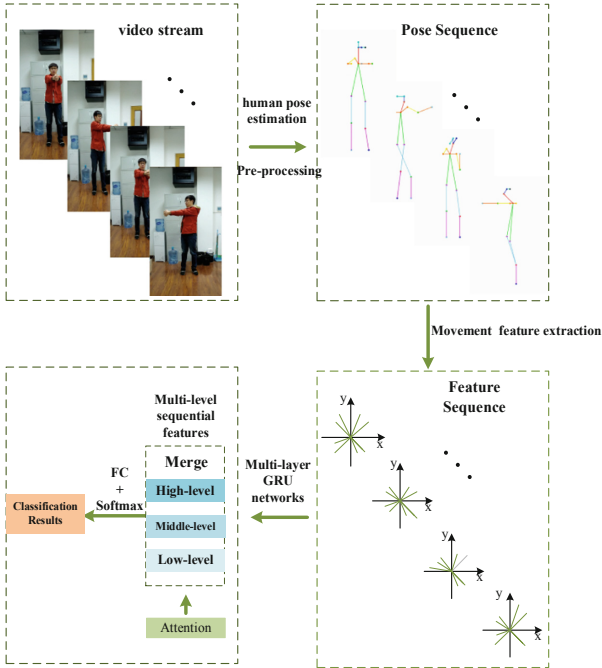 video stream
human pose
estimation
Pre-processing
Pose Sequence
Movement feature extraction
Feature
Sequence
y
x
y
x
y
x
y
x
Multi-layer
GRU
networks
Multi-level
sequential
features
Merge
High-level
Middle-level
Low-level
Attention
FC
+
Softmax
Classification
Results